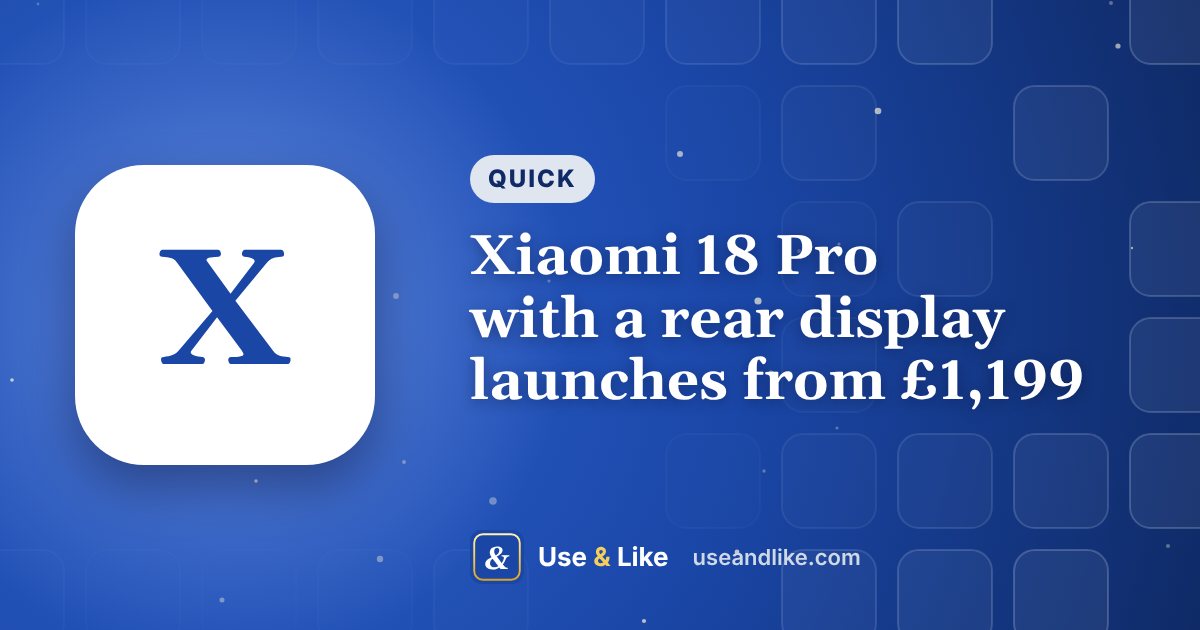 X
QUICK
Xiaomi 18 Pro
with a rear display
launches from £1,199
& Use & Like useandlike.com